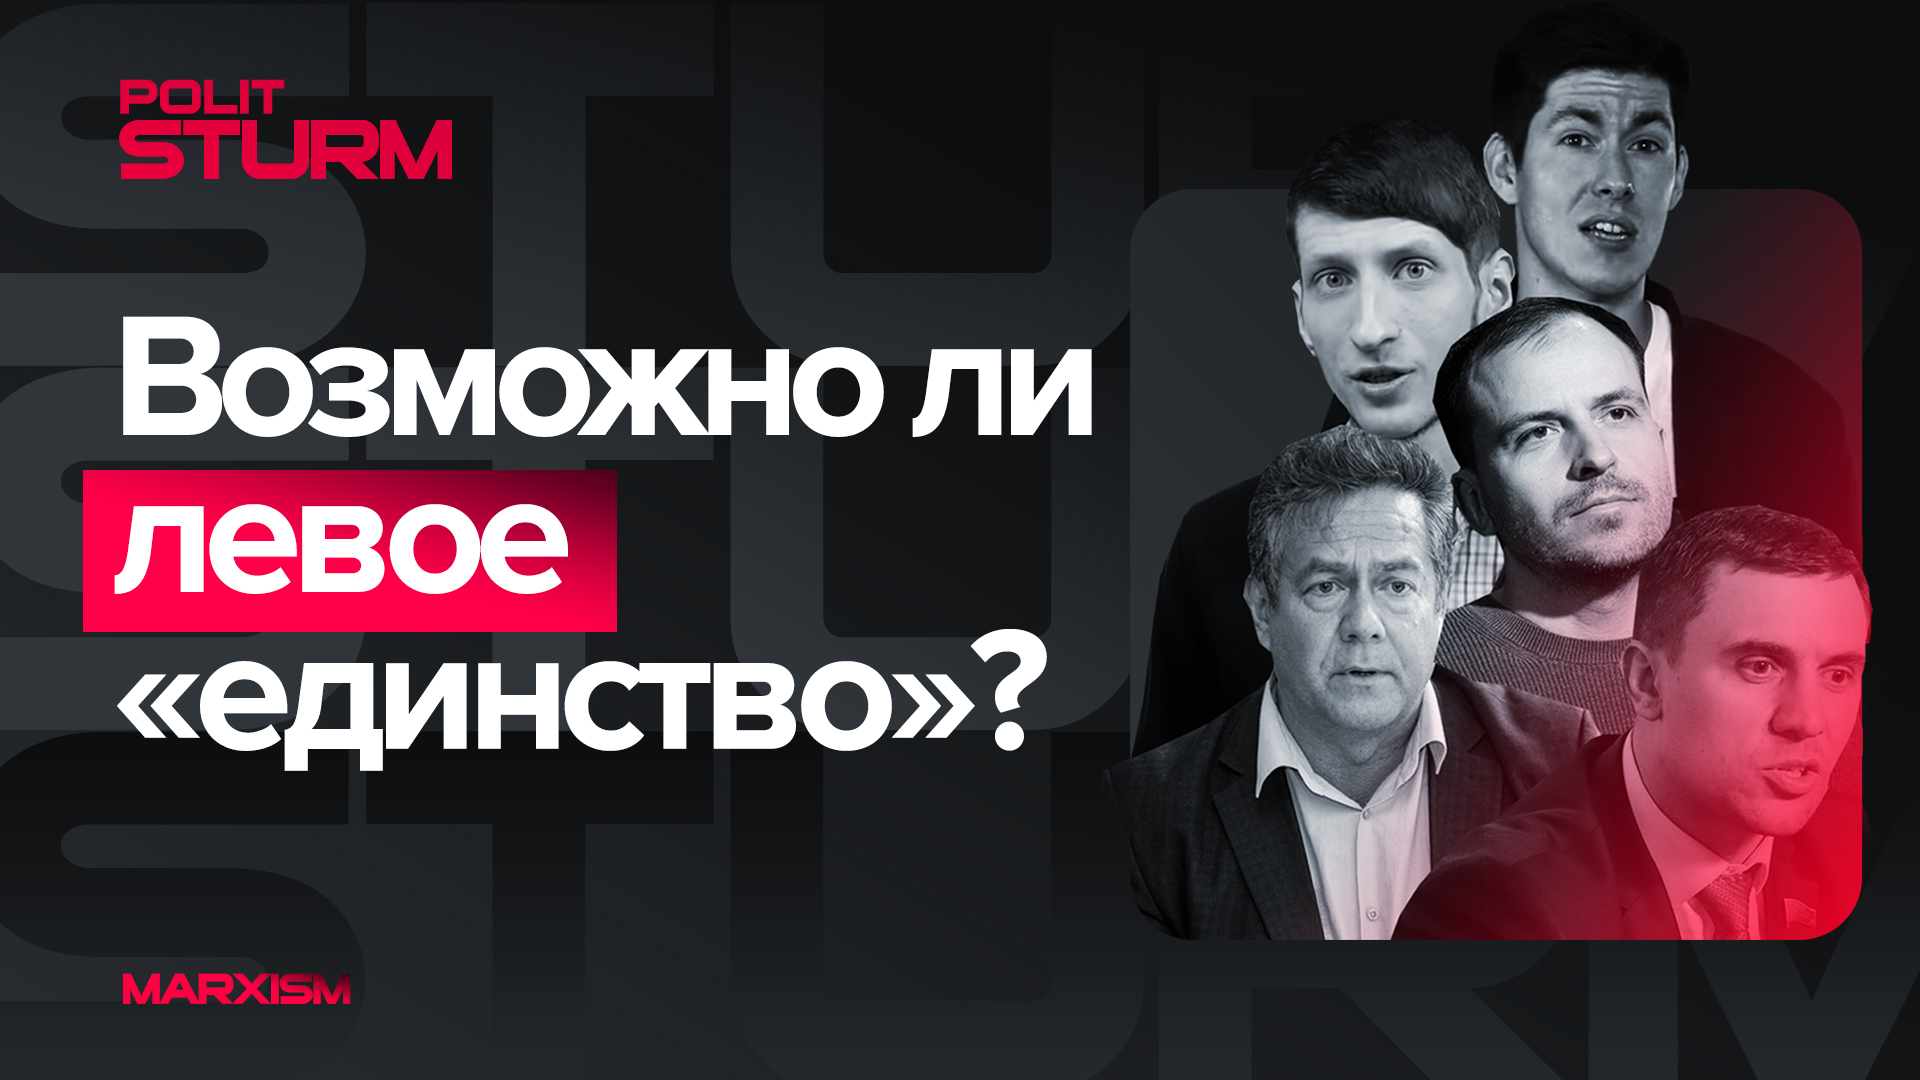 POLIT
STURM
Возможно ли
левое
«единство»?
MARXISM